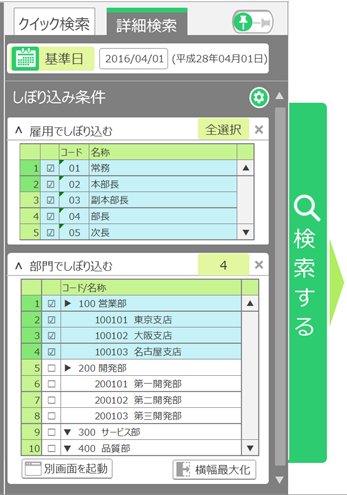 クイック検索 詳細検索
基準日 2016/04/01 (平成28年04月01日)
しぼり込み条件
∧ 雇用でしぼり込む 全選択 ×
コード 名称
1 ☑ 01 常務
2 ☑ 02 本部長
3 ☑ 03 副本部長
4 ☑ 04 部長
5 ☑ 05 次長
∧ 部門でしぼり込む 4 ×
コード/名称
1 ☑ ▶ 100 営業部
2 ☑ 100101 東京支店
3 ☑ 100102 大阪支店
4 ☑ 100103 名古屋支店
5 □ ▶ 200 開発部
6 □ 200101 第一開発部
7 □ 200102 第二開発部
8 □ 200103 第三開発部
9 □ ▼ 300 サービス部
10 □ ▼ 400 品質部
別画面を起動 横幅最大化
検索する